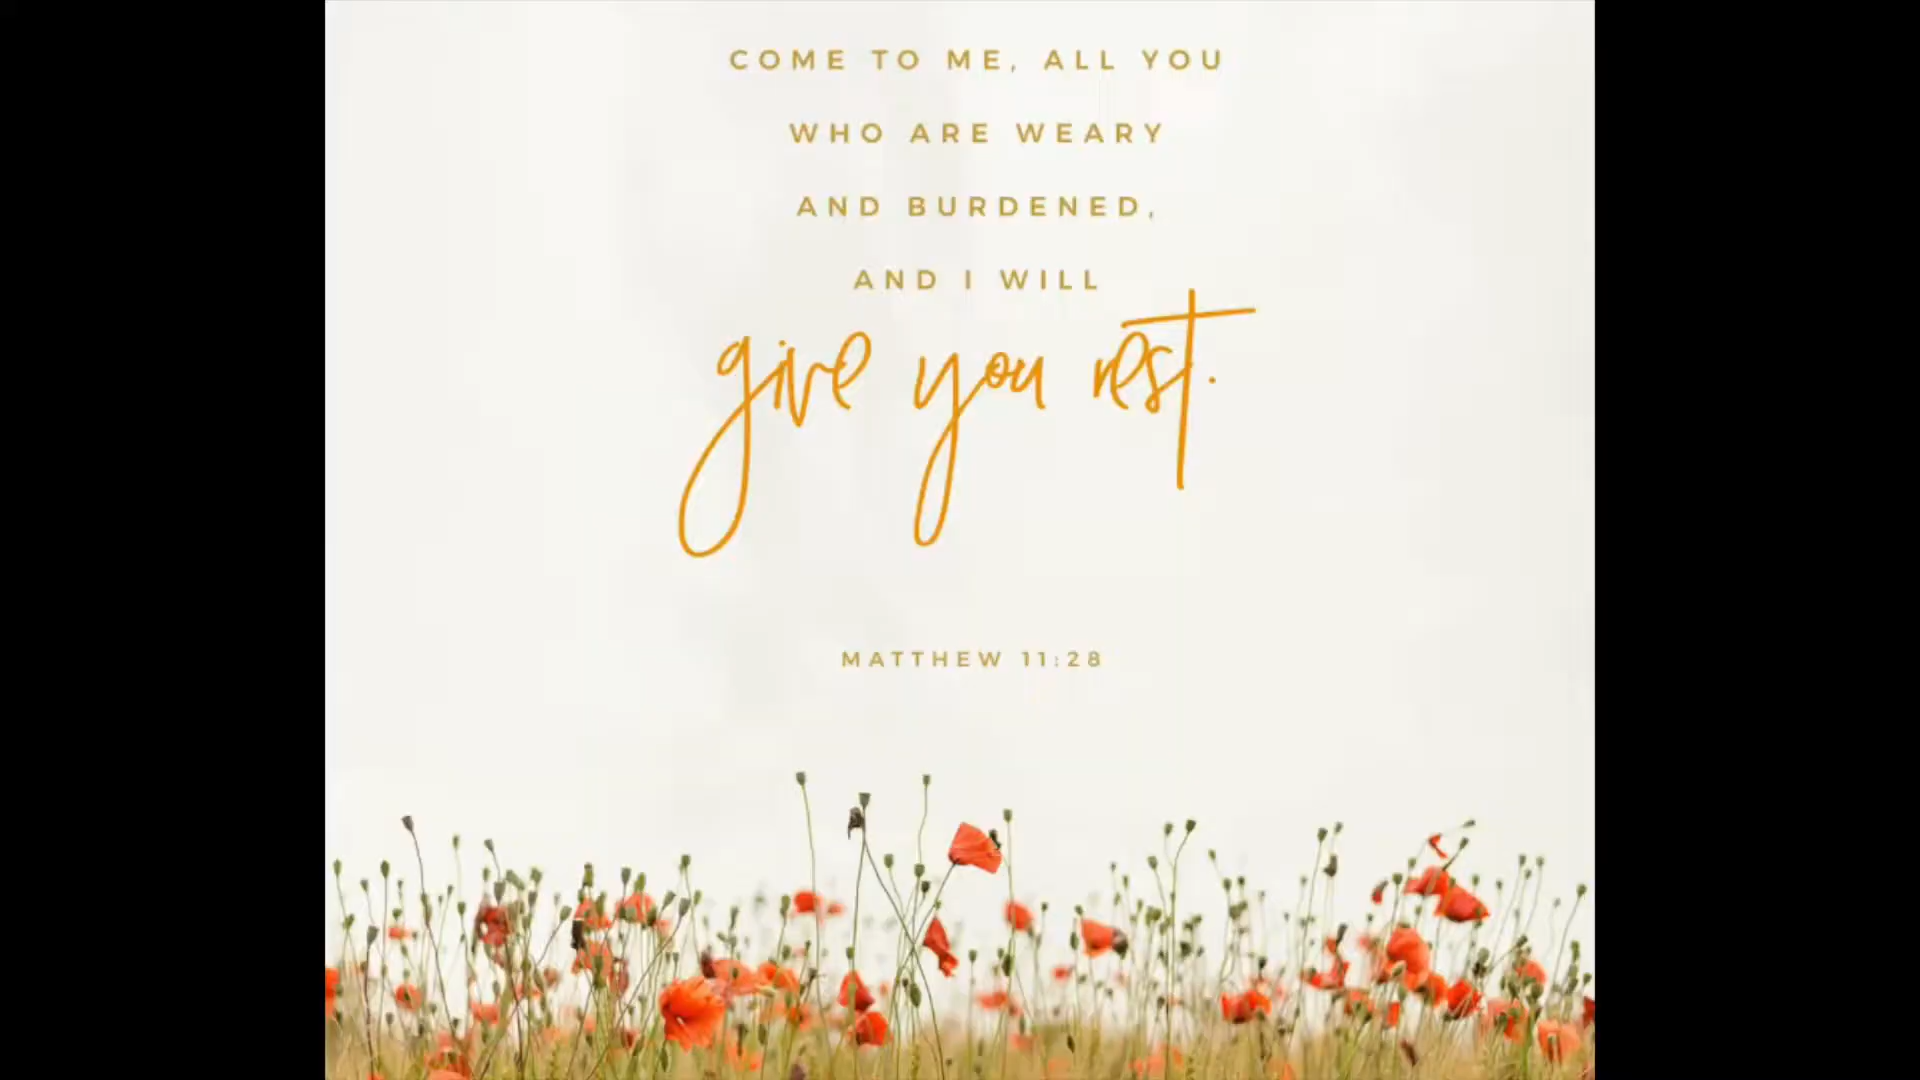 COME TO ME, ALL YOU
WHO ARE WEARY
AND BURDENED,
AND I WILL
give you rest.
MATTHEW 11:28